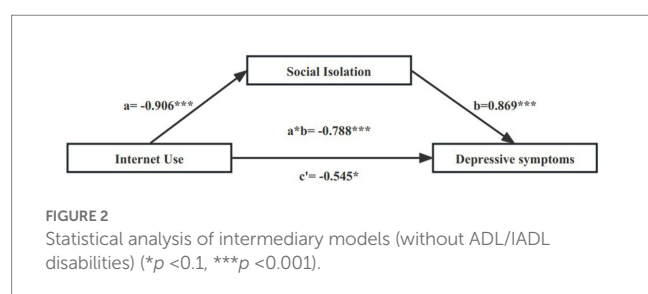 Social Isolation
a= -0.906***
b=0.869***
a*b= -0.788***
Internet Use
Depressive symptoms
c'= -0.545*
FIGURE 2
Statistical analysis of intermediary models (without ADL/IADL
disabilities) (*p <0.1, ***p <0.001).